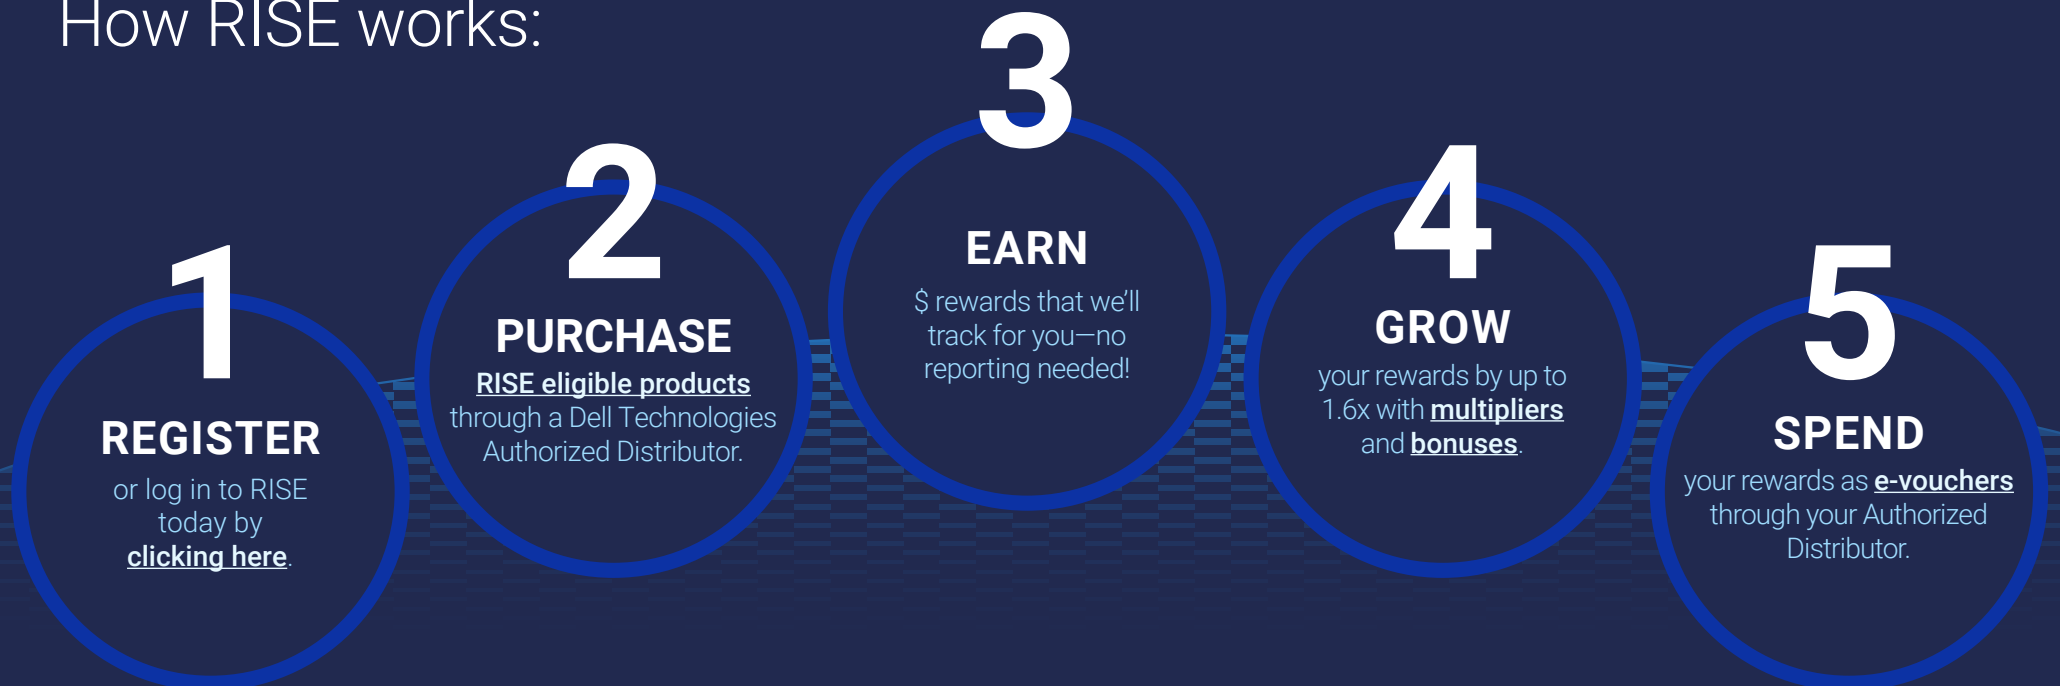 How RISE works:
1
REGISTER
or log in to RISE
today by
clicking here.
2
PURCHASE
RISE eligible products
through a Dell Technologies
Authorized Distributor.
3
EARN
$ rewards that we’ll
track for you—no
reporting needed!
4
GROW
your rewards by up to
1.6x with multipliers
and bonuses.
5
SPEND
your rewards as e-vouchers
through your Authorized
Distributor.